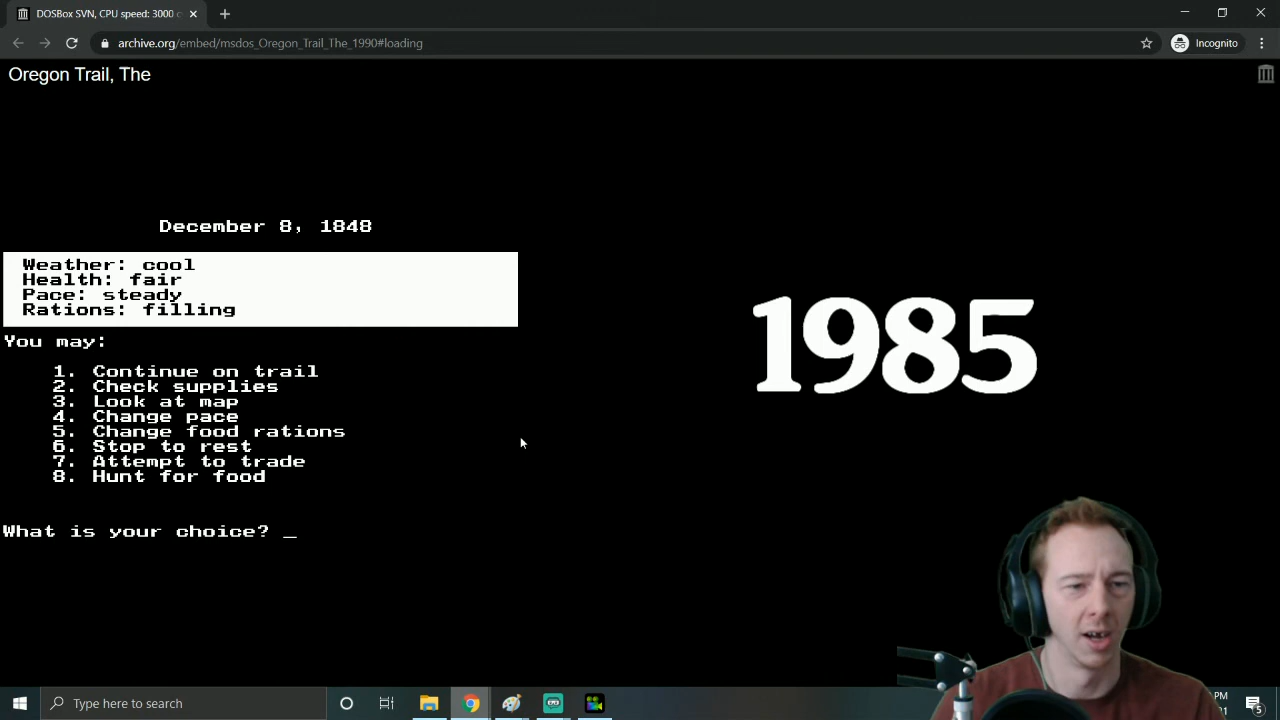 DOSBox SVN, CPU speed: 3000 c
archive.org/embed/msdos_Oregon_Trail_The_1990#loading
Incognito
Oregon Trail, The
December 8, 1848
Weather: cool
Health: fair
Pace: steady
Rations: filling
You may:
1. Continue on trail
2. Check supplies
3. Look at map
4. Change pace
5. Change food rations
6. Stop to rest
7. Attempt to trade
8. Hunt for food
What is your choice? _
1985
Type here to search
PM
5